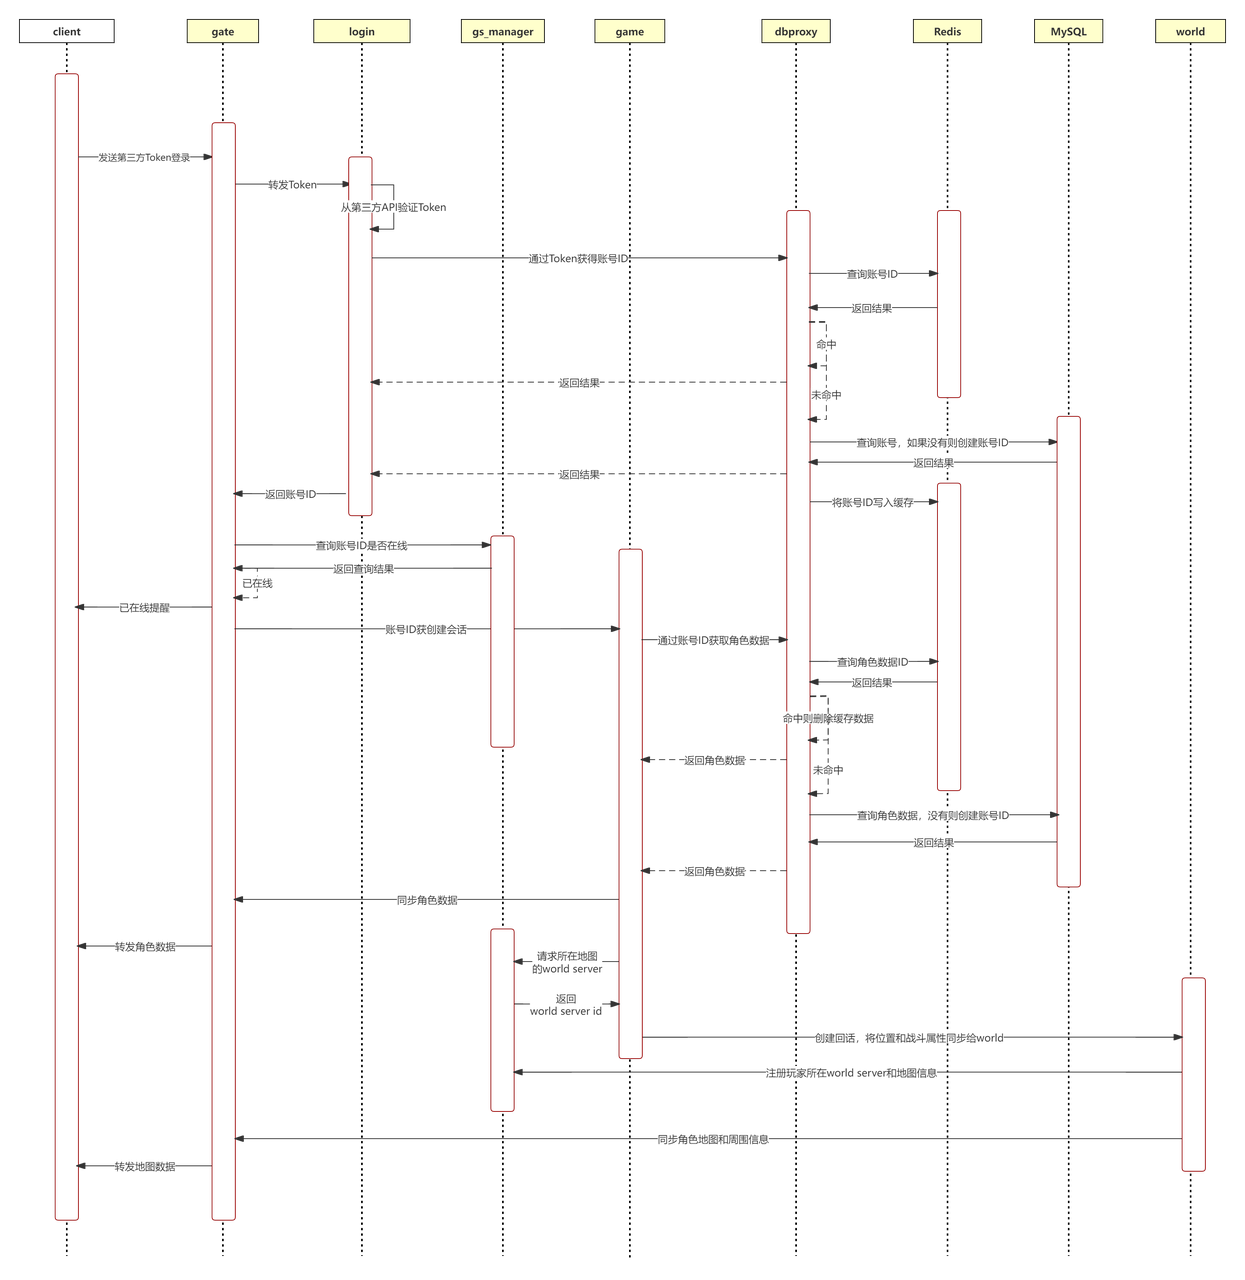 client
gate
login
gs_manager
game
dbproxy
Redis
MySQL
world
发送第三方Token登录
转发Token
从第三方API验证Token
通过Token获得账号ID
查询账号ID
返回结果
命中
返回结果
未命中
查询账号，如果没有则创建账号ID
返回结果
返回结果
返回账号ID
将账号ID写入缓存
查询账号ID是否在线
返回查询结果
已在线
已在线提醒
账号ID获创建会话
通过账号ID获取角色数据
查询角色数据ID
返回结果
命中则删除缓存数据
返回角色数据
未命中
查询角色数据，没有则创建账号ID
返回结果
返回角色数据
同步角色数据
转发角色数据
请求所在地图
的world server
返回
world server id
创建回话，将位置和战斗属性同步给world
注册玩家所在world server和地图信息
同步角色地图和周围信息
转发地图数据